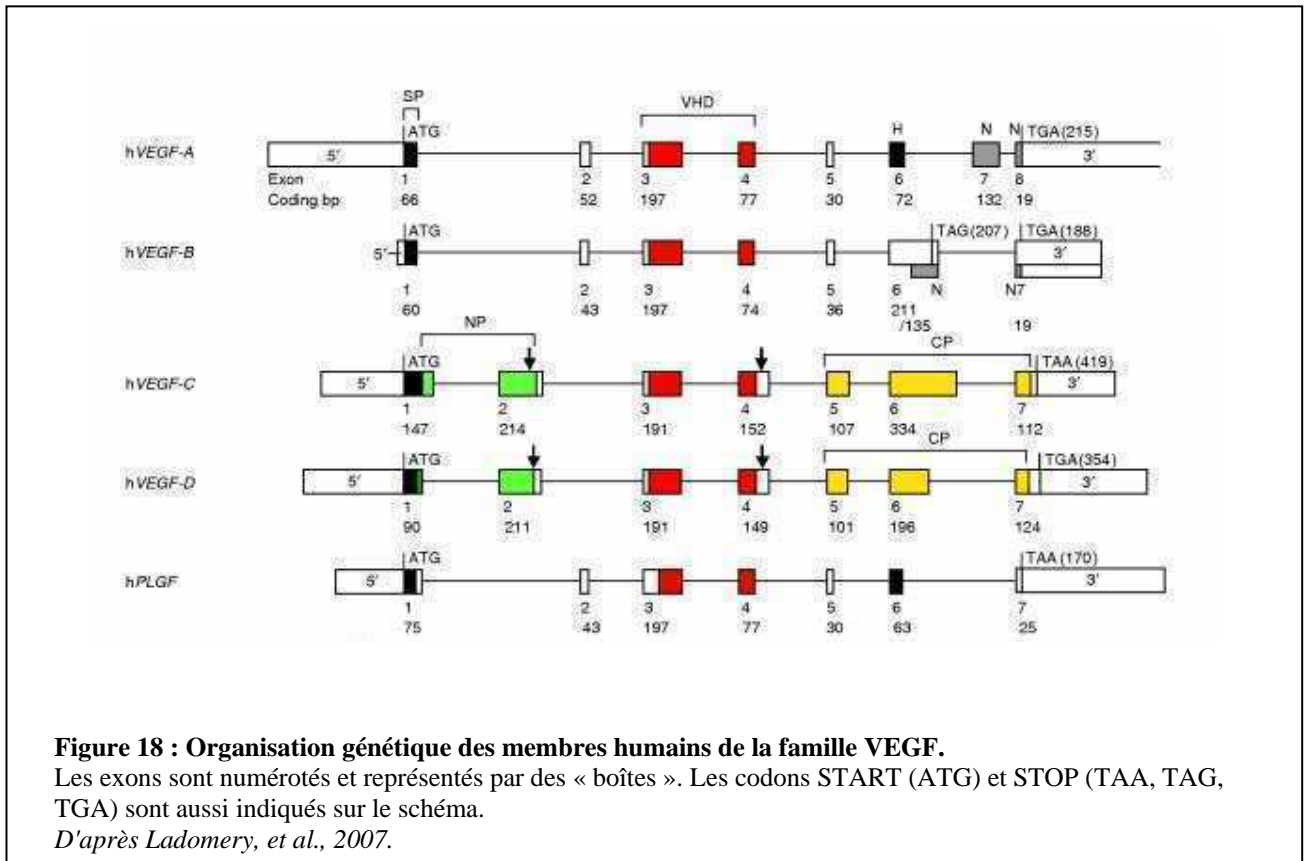 SP
VHD
ATG H N N TGA(215)
hVEGF-A 5' 3'
Exon 1 2 3 4 5 6 7 8
Coding bp 66 52 197 77 30 72 132 19
ATG TAG(207) TGA(188)
hVEGF-B 5' 3'
1 2 3 4 5 6 N N7
60 43 197 74 36 211
/135 19
NP CP
ATG TAA(419)
hVEGF-C 5' 3'
1 2 3 4 5 6 7
147 214 191 152 107 334 112
CP
ATG TGA(354)
hVEGF-D 5' 3'
1 2 3 4 5 6 7
90 211 191 149 101 196 124
ATG TAA(170)
hPLGF 5' 3'
1 2 3 4 5 6 7
75 43 197 77 30 63 25
Figure 18 : Organisation génétique des membres humains de la famille VEGF.
Les exons sont numérotés et représentés par des « boîtes ». Les codons START (ATG) et STOP (TAA, TAG,
TGA) sont aussi indiqués sur le schéma.
D'après Ladomery, et al., 2007.